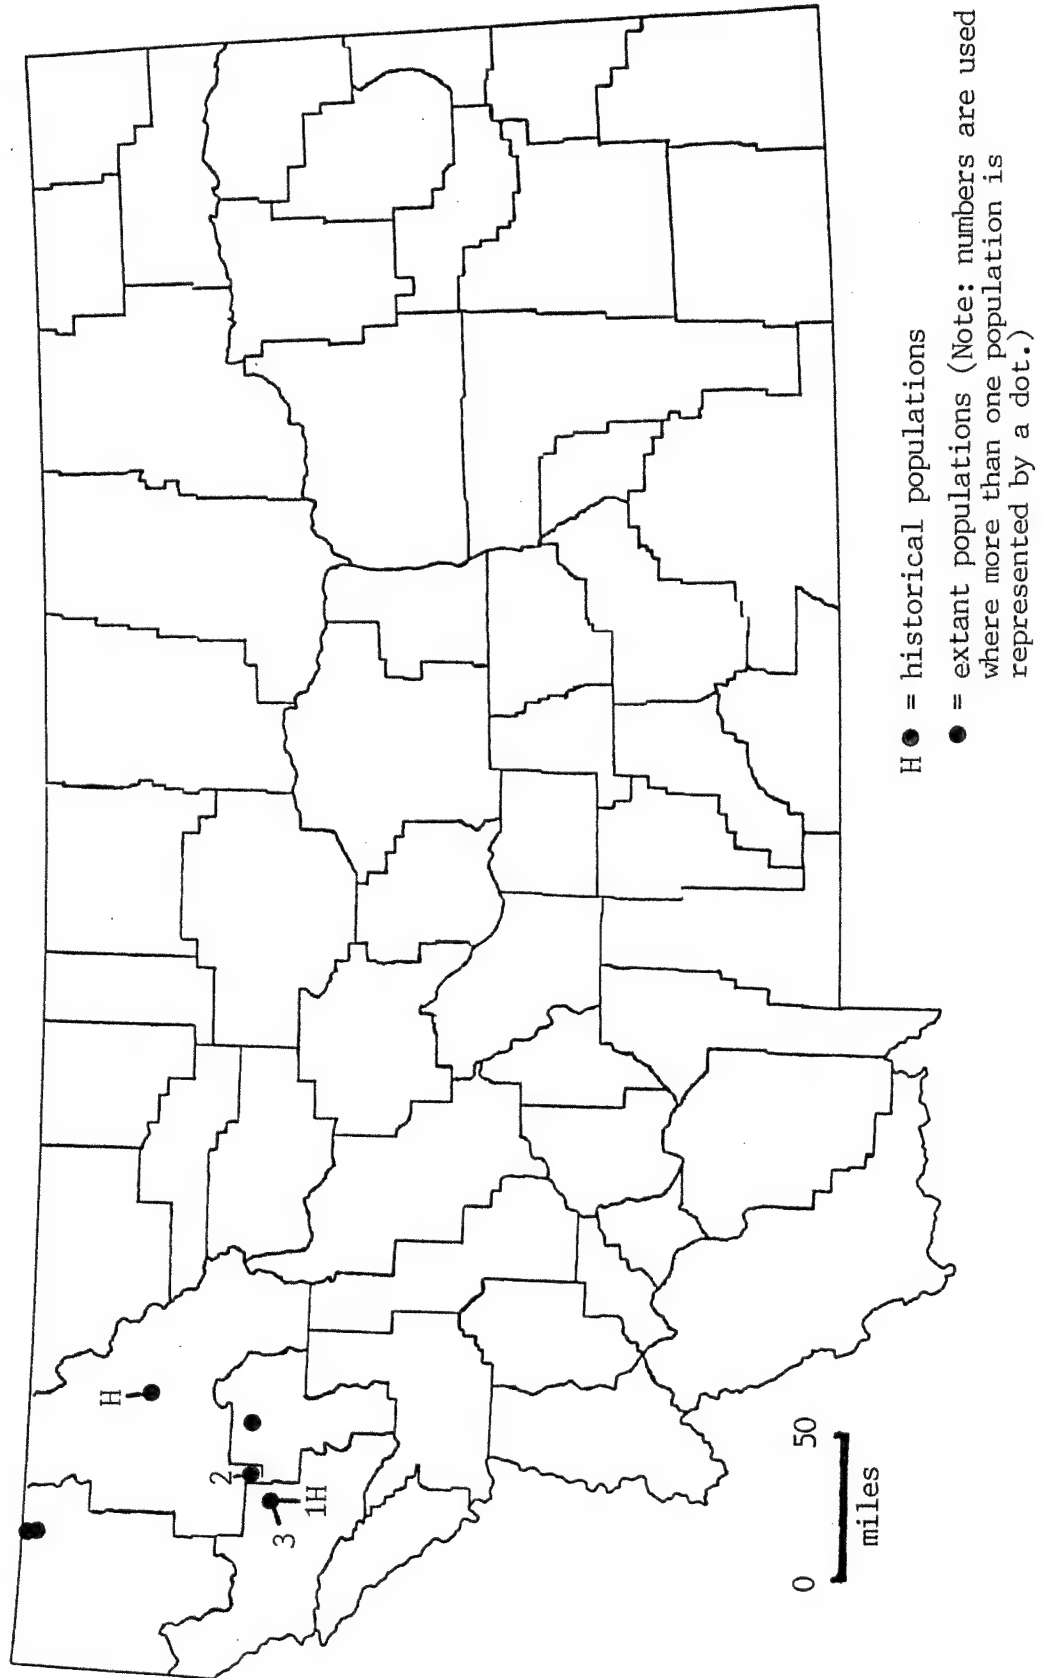 H
2
3
1H
0 50
miles
H ● = historical populations
● = extant populations (Note: numbers are used
where more than one population is
represented by a dot.)